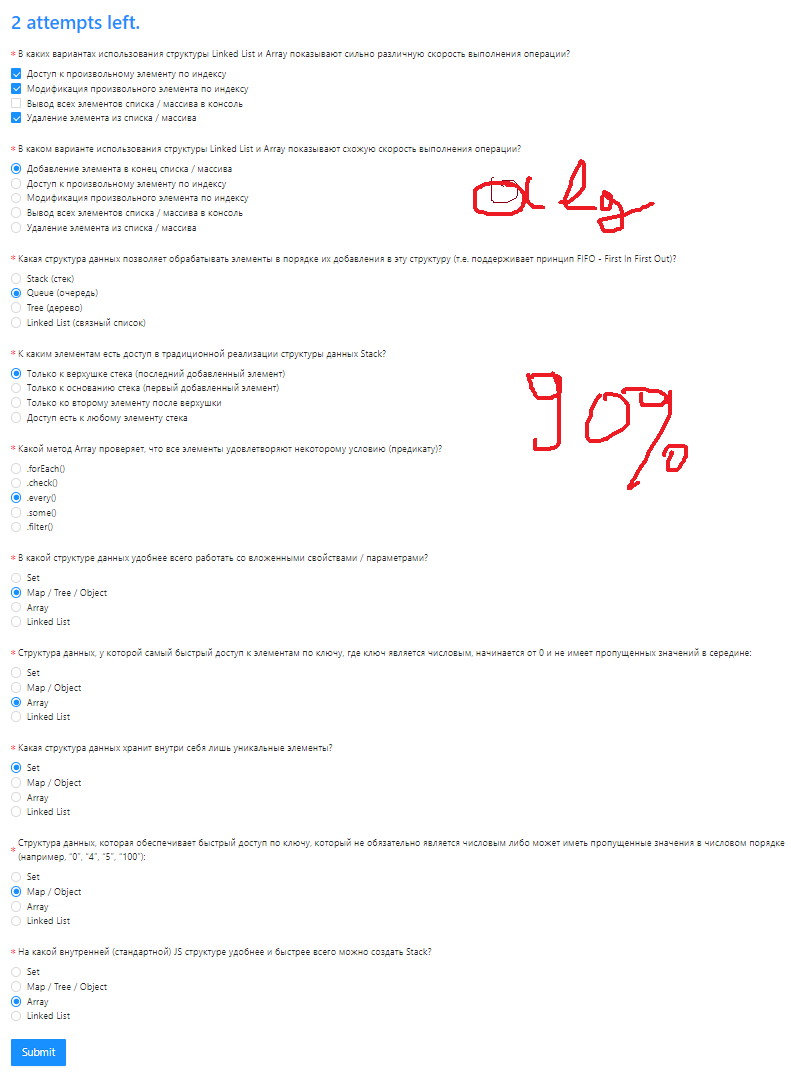 2 attempts left.
* В каких вариантах использования структуры Linked List и Array показывают сильно различную скорость выполнения операции?
Доступ к произвольному элементу по индексу
Модификация произвольного элемента по индексу
Вывод всех элементов списка / массива в консоль
Удаление элемента из списка / массива
* В каком варианте использования структуры Linked List и Array показывают схожую скорость выполнения операции?
Добавление элемента в конец списка / массива
Доступ к произвольному элементу по индексу
Модификация произвольного элемента по индексу
Вывод всех элементов списка / массива в консоль
Удаление элемента из списка / массива
* Какая структура данных позволяет обрабатывать элементы в порядке их добавления в эту структуру (т.е. поддерживает принцип FIFO - First In First Out)?
Stack (стек)
Queue (очередь)
Tree (дерево)
Linked List (связный список)
* К каким элементам есть доступ в традиционной реализации структуры данных Stack?
Только к верхушке стека (последний добавленный элемент)
Только к основанию стека (первый добавленный элемент)
Только ко второму элементу после верхушки
Доступ есть к любому элементу стека
90%
* Какой метод Array проверяет, что все элементы удовлетворяют некоторому условию (предикату)?
.forEach()
.check()
.every()
.some()
.filter()
* В какой структуре данных удобнее всего работать со вложенными свойствами / параметрами?
Set
Map / Tree / Object
Array
Linked List
* Структура данных, у которой самый быстрый доступ к элементам по ключу, где ключ является числовым, начинается от 0 и не имеет пропущенных значений в середине:
Set
Map / Object
Array
Linked List
* Какая структура данных хранит внутри себя лишь уникальные элементы?
Set
Map / Object
Array
Linked List
* Структура данных, которая обеспечивает быстрый доступ по ключу, который не обязательно является числовым либо может иметь пропущенные значения в числовом порядке
(например, "0", "4", "5", "100"):
Set
Map / Object
Array
Linked List
* На какой внутренней (стандартной) JS структуре удобнее и быстрее всего можно создать Stack?
Set
Map / Tree / Object
Array
Linked List
Submit